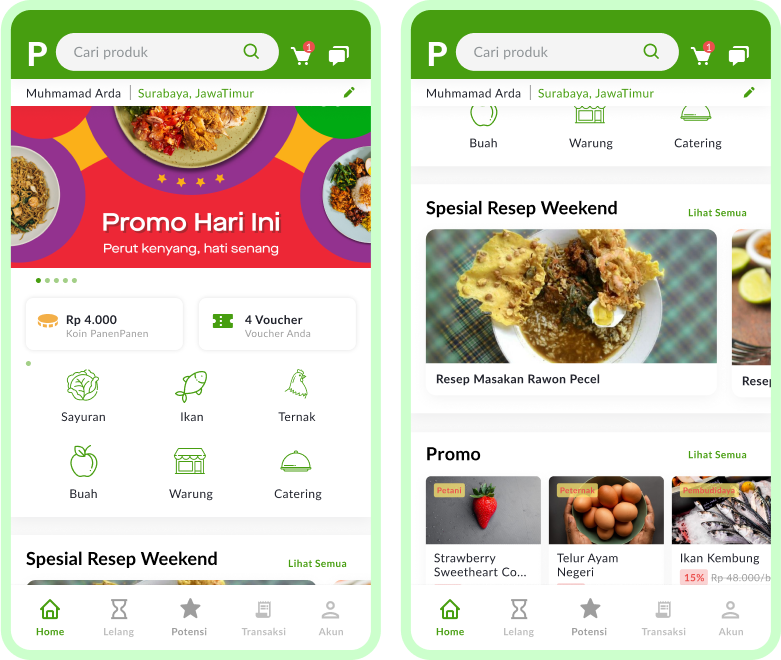 P
Cari produk
1
Muhmamad Arda
Surabaya, JawaTimur
Promo Hari Ini
Perut kenyang, hati senang
Rp 4.000
Koin PanenPanen
4 Voucher
Voucher Anda
Sayuran
Ikan
Ternak
Buah
Warung
Catering
Spesial Resep Weekend
Lihat Semua
Home
Lelang
Potensi
Transaksi
Akun
P
Cari produk
1
Muhmamad Arda
Surabaya, JawaTimur
Buah
Warung
Catering
Spesial Resep Weekend
Lihat Semua
Resep Masakan Rawon Pecel
Promo
Lihat Semua
Petani
Strawberry
Sweetheart Co...
Peternak
Telur Ayam
Negeri
Pembudidaya
Ikan Kembung
15% Rp 48.000/
Home
Lelang
Potensi
Transaksi
Akun